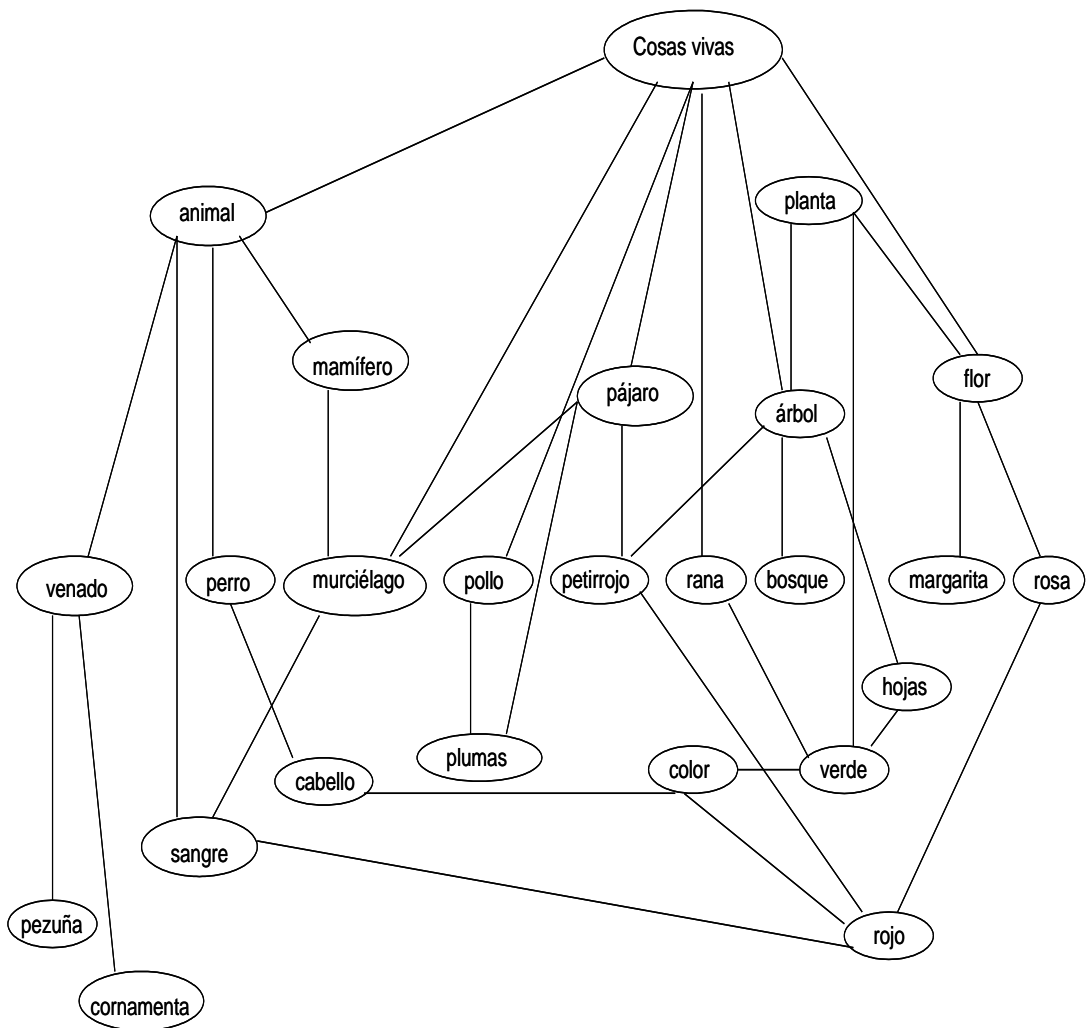 Cosas vivas
animal
planta
mamífero
pájaro
árbol
flor
venado
perro
murciélago
pollo
petirrojo
rana
bosque
margarita
rosa
hojas
plumas
cabello
color
verde
sangre
pezuña
rojo
cornamenta